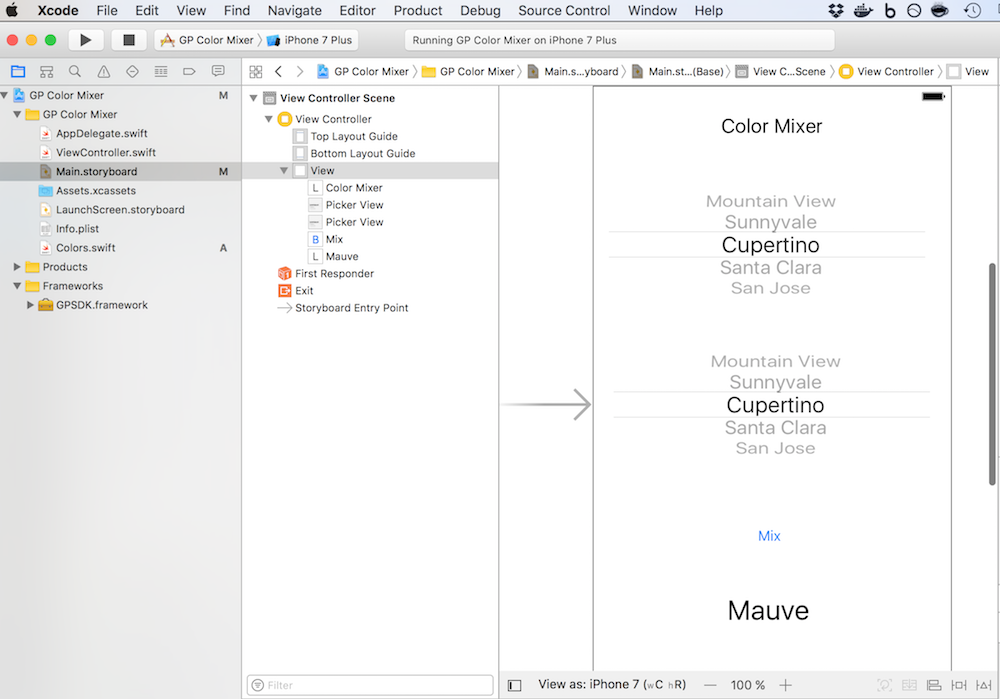 Xcode File Edit View Find Navigate Editor Product Debug Source Control Window Help
GP Color Mixer iPhone 7 Plus Running GP Color Mixer on iPhone 7 Plus
GP Color Mixer GP Color Mixer Main.s...yboard Main.st...(Base) View C...Scene View Controller View
GP Color Mixer M
GP Color Mixer
AppDelegate.swift
ViewController.swift
Main.storyboard M
Assets.xcassets
LaunchScreen.storyboard
Info.plist
Colors.swift A
Products
Frameworks
GPSDK.framework
View Controller Scene
View Controller
Top Layout Guide
Bottom Layout Guide
View
L Color Mixer
Picker View
Picker View
B Mix
L Mauve
First Responder
Exit
Storyboard Entry Point
Filter
Color Mixer
Mountain View
Sunnyvale
Cupertino
Santa Clara
San Jose
Mountain View
Sunnyvale
Cupertino
Santa Clara
San Jose
Mix
Mauve
View as: iPhone 7 (wC hR) — 100 % +